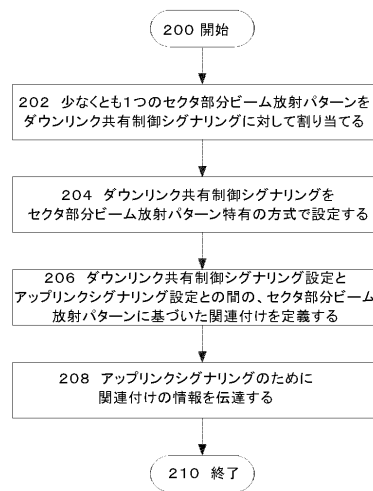 200 開始
202 少なくとも1つのセクタ部分ビーム放射パターンを
ダウンリンク共有制御シグナリングに対して割り当てる
204 ダウンリンク共有制御シグナリングを
セクタ部分ビーム放射パターン特有の方式で設定する
206 ダウンリンク共有制御シグナリング設定と
アップリンクシグナリング設定との間の、セクタ部分ビーム
放射パターンに基づいた関連付けを定義する
208 アップリンクシグナリングのために
関連付けの情報を伝達する
210 終了